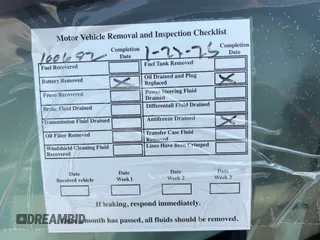 Motor Vehicle Removal and Inspection Checklist
100692 Completion Date 1-25-25 Completion Date
Fuel Recovered Fuel Tank Removed
Battery Removed X Oil Drained and Plug Replaced X
Freon Recovered Power Steering Fluid Drained
Brake Fluid Drained Differential Fluid Drained
Transmission Fluid Drained Antifreeze Drained X
Oil Filter Removed Transfer Case Fluid Removed
Windshield Cleaning Fluid Recovered Lines Have Been Crimped
Date Received vehicle Date Week 1 Date Week 2 Date Week 3
If leaking, respond immediately.
month has passed, all fluids should be removed.
DREAMBID